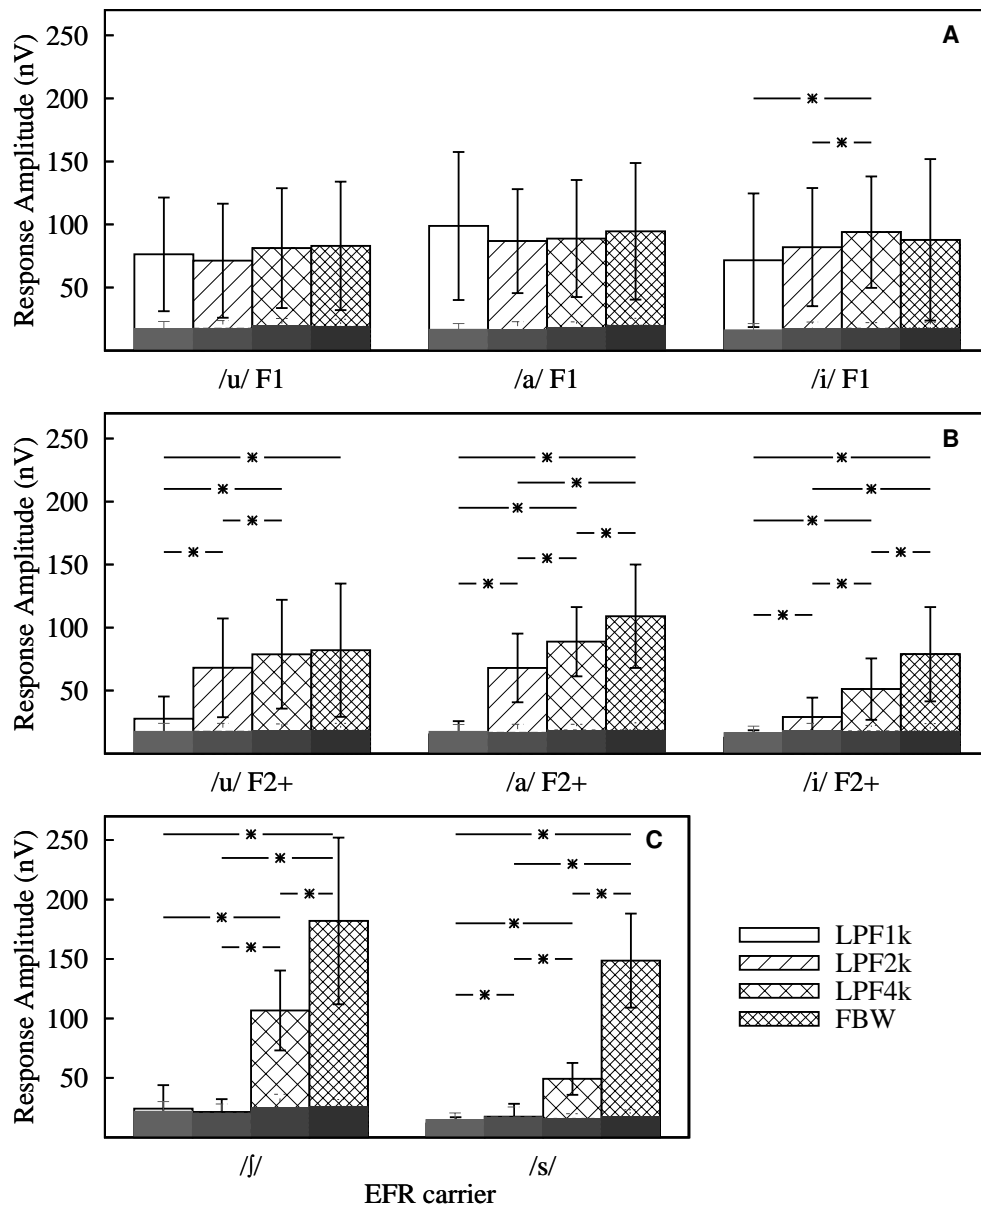 A
Response Amplitude (nV)
250
200
150
100
50
/u/ F1
/a/ F1
/i/ F1
B
Response Amplitude (nV)
250
200
150
100
50
/u/ F2+
/a/ F2+
/i/ F2+
C
Response Amplitude (nV)
250
200
150
100
50
/ʃ/
/s/
EFR carrier
LPF1k
LPF2k
LPF4k
FBW